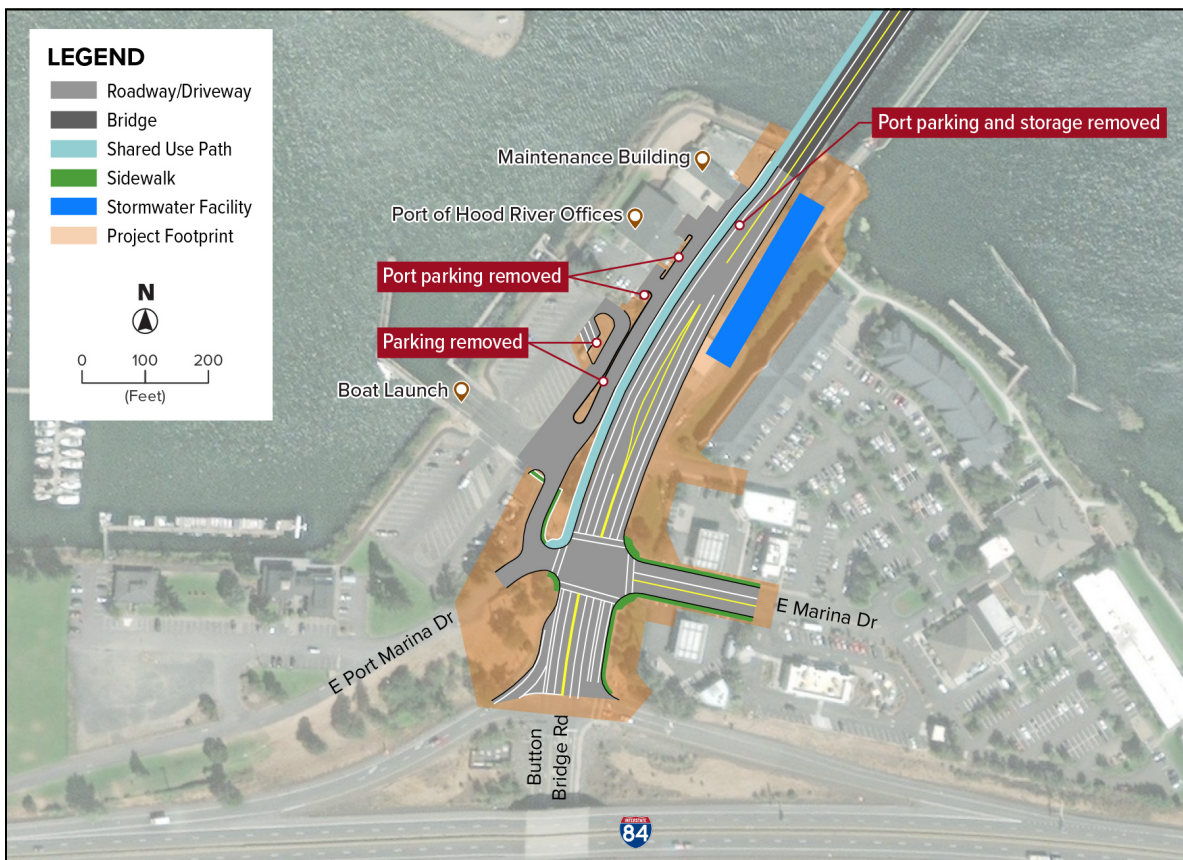 LEGEND
Roadway/Driveway
Bridge
Shared Use Path
Sidewalk
Stormwater Facility
Project Footprint
N
0 100 200
(Feet)
Port parking and storage removed
Maintenance Building
Port of Hood River Offices
Port parking removed
Parking removed
Boat Launch
E Marina Dr
E Port Marina Dr
Button
Bridge Rd
INTERSTATE
84